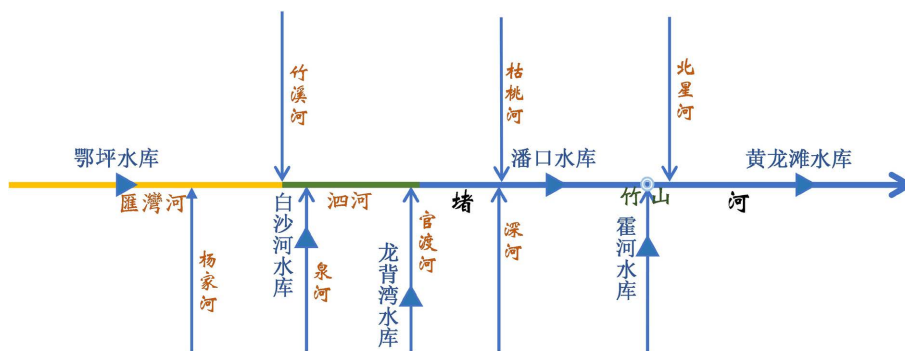 竹溪河
枯桃河
北星河
鄂坪水库
潘口水库
黄龙滩水库
匯灣河
泗河
堵
竹山
河
杨家河
白沙河水库
泉河
龙背湾水库
官渡河
深河
霍河水库